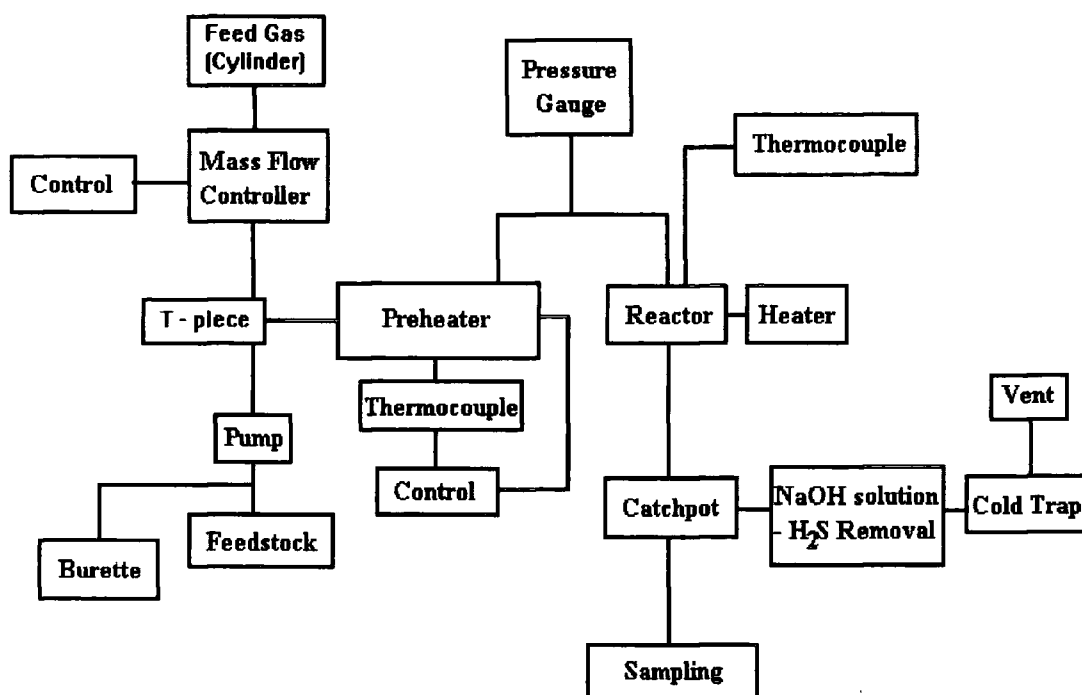 Feed Gas
(Cylinder)
Pressure
Gauge
Thermocouple
Mass Flow
Controller
Control
T - piece
Preheater
Reactor
Heater
Thermocouple
Vent
Pump
Control
Catchpot
NaOH solution
- H₂S Removal
Cold Trap
Feedstock
Burette
Sampling